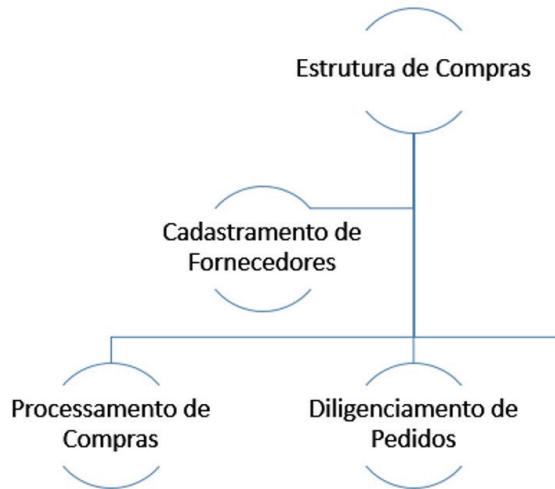 Estrutura de Compras
Cadastramento de
Fornecedores
Processamento de
Compras
Diligenciamento de
Pedidos